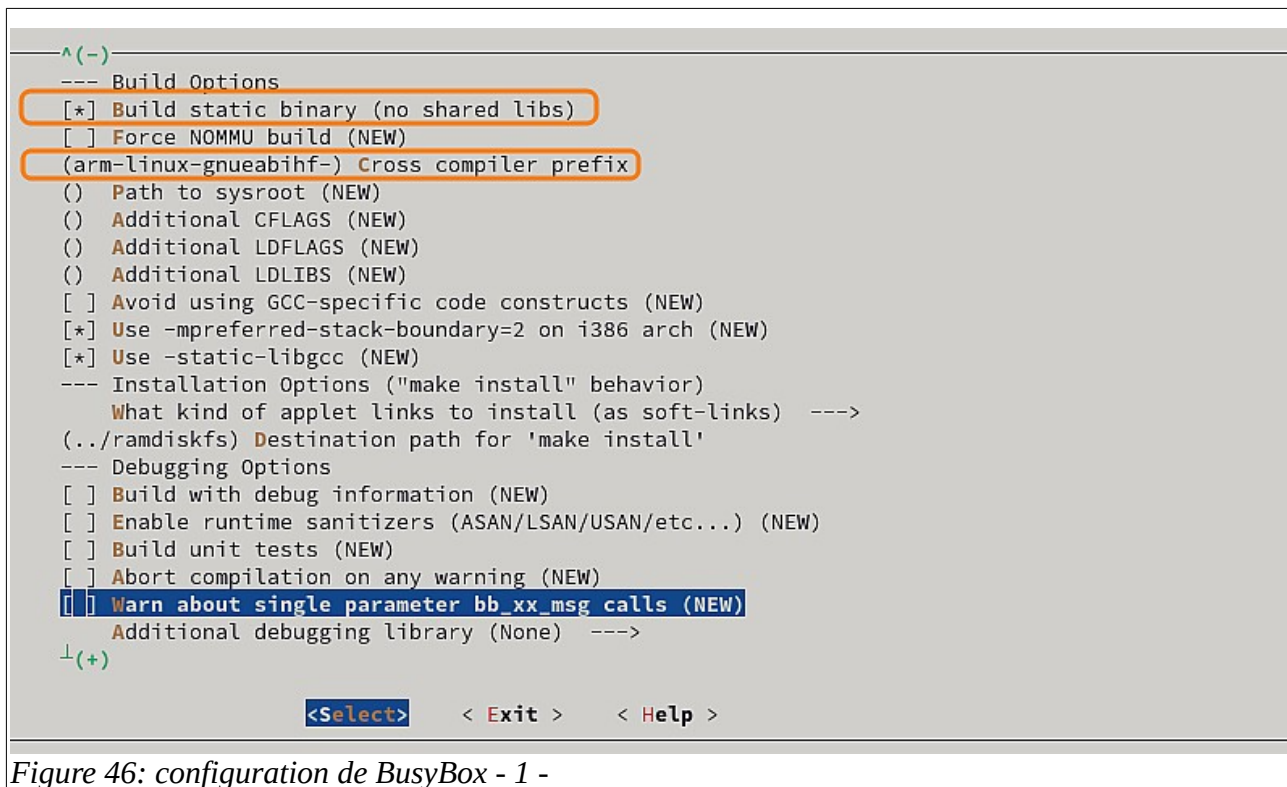 ^(-)
--- Build Options
[*] Build static binary (no shared libs)
[ ] Force NOMMU build (NEW)
(arm-linux-gnueabihf-) Cross compiler prefix
() Path to sysroot (NEW)
() Additional CFLAGS (NEW)
() Additional LDFLAGS (NEW)
() Additional LDLIBS (NEW)
[ ] Avoid using GCC-specific code constructs (NEW)
[*] Use -mpreferred-stack-boundary=2 on i386 arch (NEW)
[*] Use -static-libgcc (NEW)
--- Installation Options ("make install" behavior)
What kind of applet links to install (as soft-links) --->
(../ramdiskfs) Destination path for 'make install'
--- Debugging Options
[ ] Build with debug information (NEW)
[ ] Enable runtime sanitizers (ASAN/LSAN/USAN/etc...) (NEW)
[ ] Build unit tests (NEW)
[ ] Abort compilation on any warning (NEW)
[ ] Warn about single parameter bb_xx_msg calls (NEW)
Additional debugging library (None) --->
┴(+)
<Select> < Exit > < Help >
Figure 46: configuration de BusyBox - 1 -